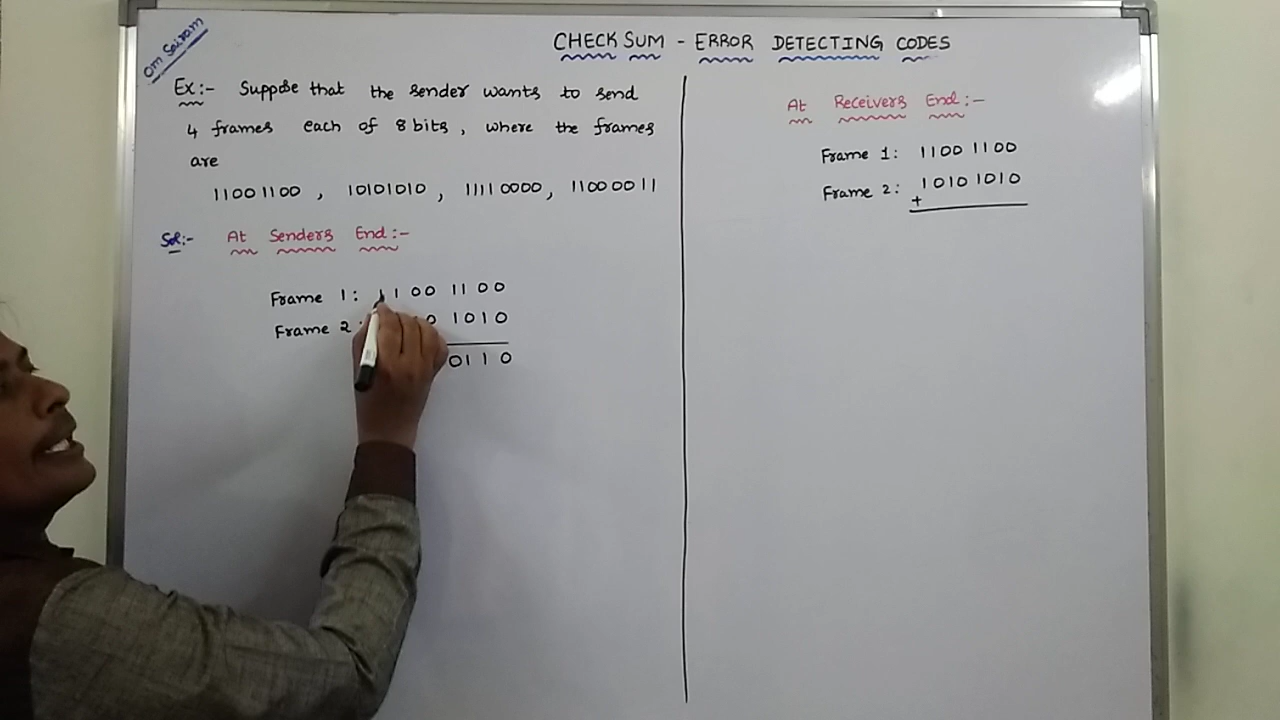 Om Sairam
CHECK SUM - ERROR DETECTING CODES
Ex:- Suppose that the sender wants to send
4 frames each of 8 bits, where the frames
are
11001100, 10101010, 11110000, 11000011
Sol:- At Senders End:-
Frame 1: 1100 1100
Frame 2: 0 1010
0110
At Receivers End:-
Frame 1: 1100 1100
Frame 2: 1010 1010
+